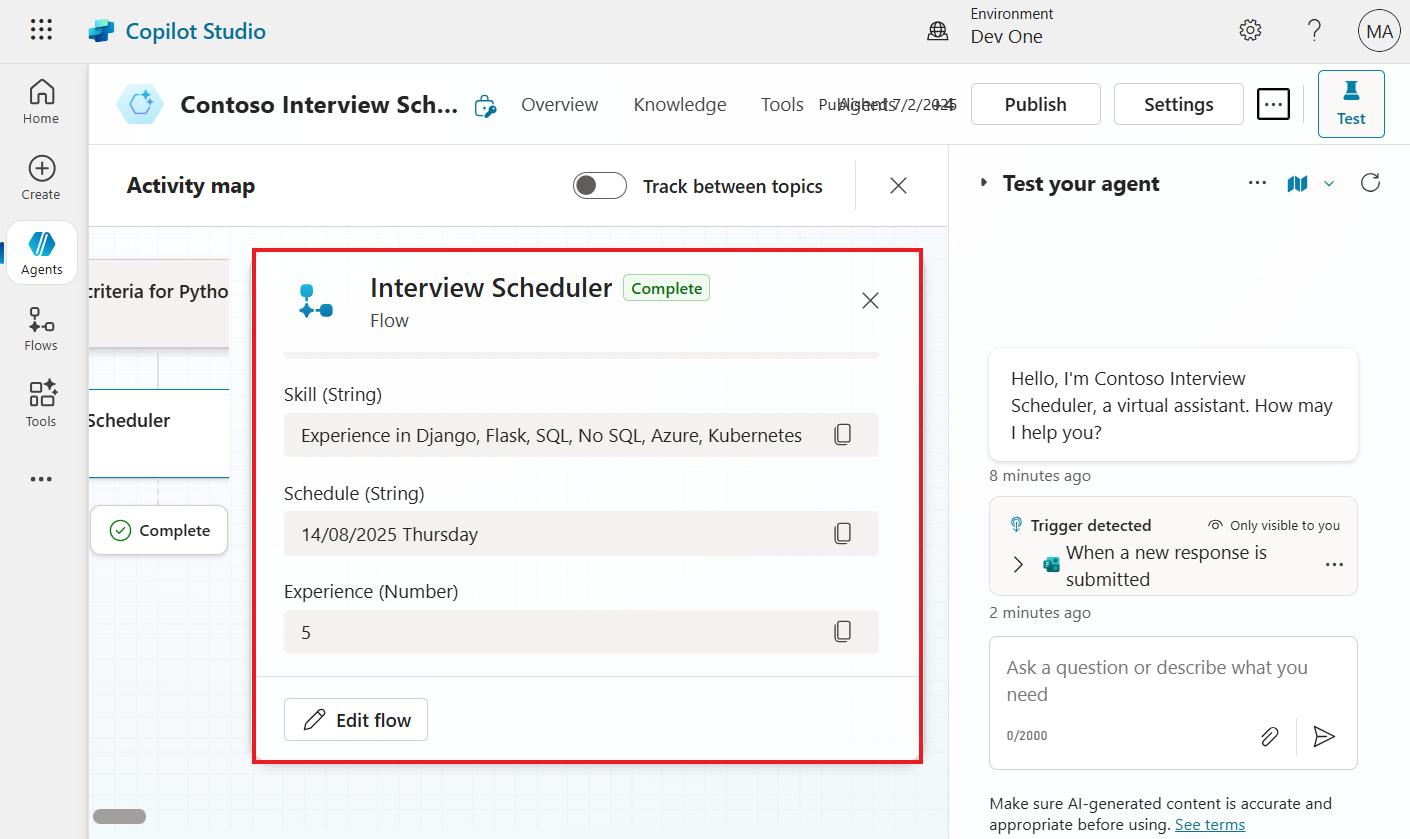 Copilot Studio
Environment
Dev One
MA
Home
Create
Agents
Flows
Tools
Contoso Interview Sch...
Overview
Knowledge
Tools
Published 7/2/2025
Agents
+4
Publish
Settings
Test
Activity map
Track between topics
criteria for Pytho
Scheduler
Complete
Interview Scheduler
Complete
Flow
Skill (String)
Experience in Django, Flask, SQL, No SQL, Azure, Kubernetes
Schedule (String)
14/08/2025 Thursday
Experience (Number)
5
Edit flow
Test your agent
Hello, I'm Contoso Interview
Scheduler, a virtual assistant. How may
I help you?
8 minutes ago
Trigger detected
Only visible to you
When a new response is
submitted
2 minutes ago
Ask a question or describe what you
need
0/2000
Make sure AI-generated content is accurate and
appropriate before using. See terms